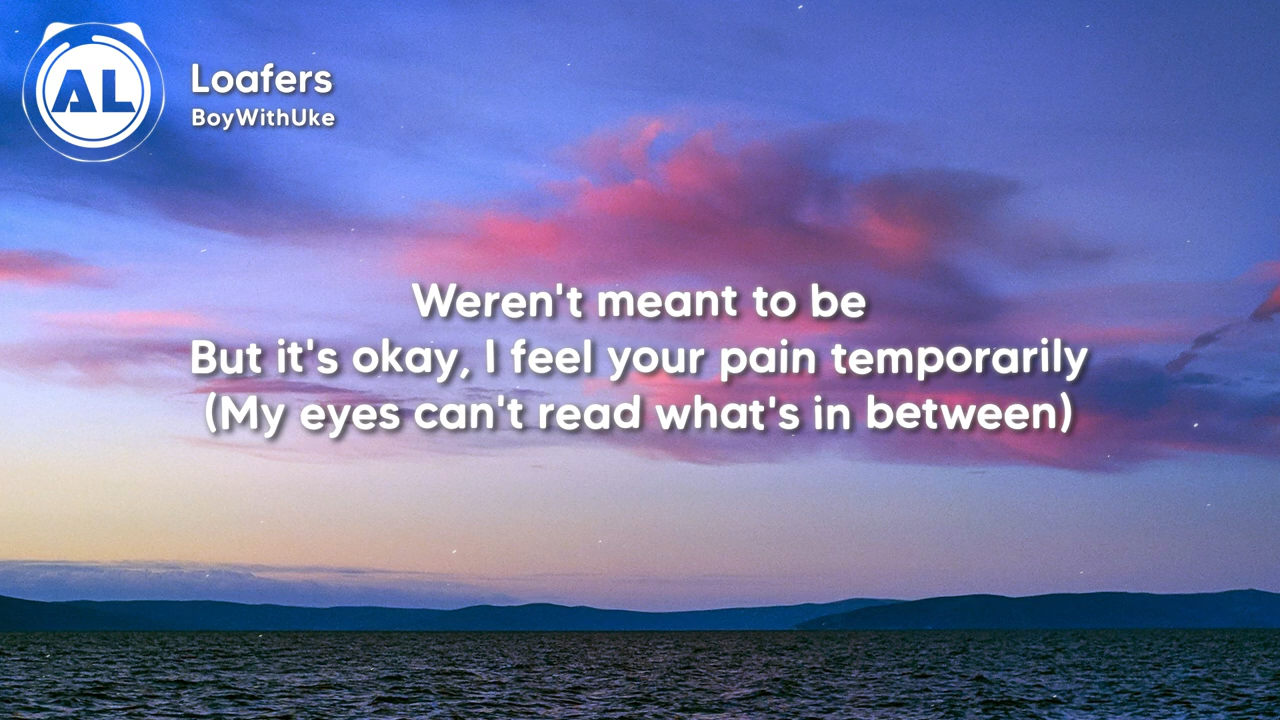 AL
Loafers
BoyWithUke
Weren't meant to be
But it's okay, I feel your pain temporarily
(My eyes can't read what's in between)